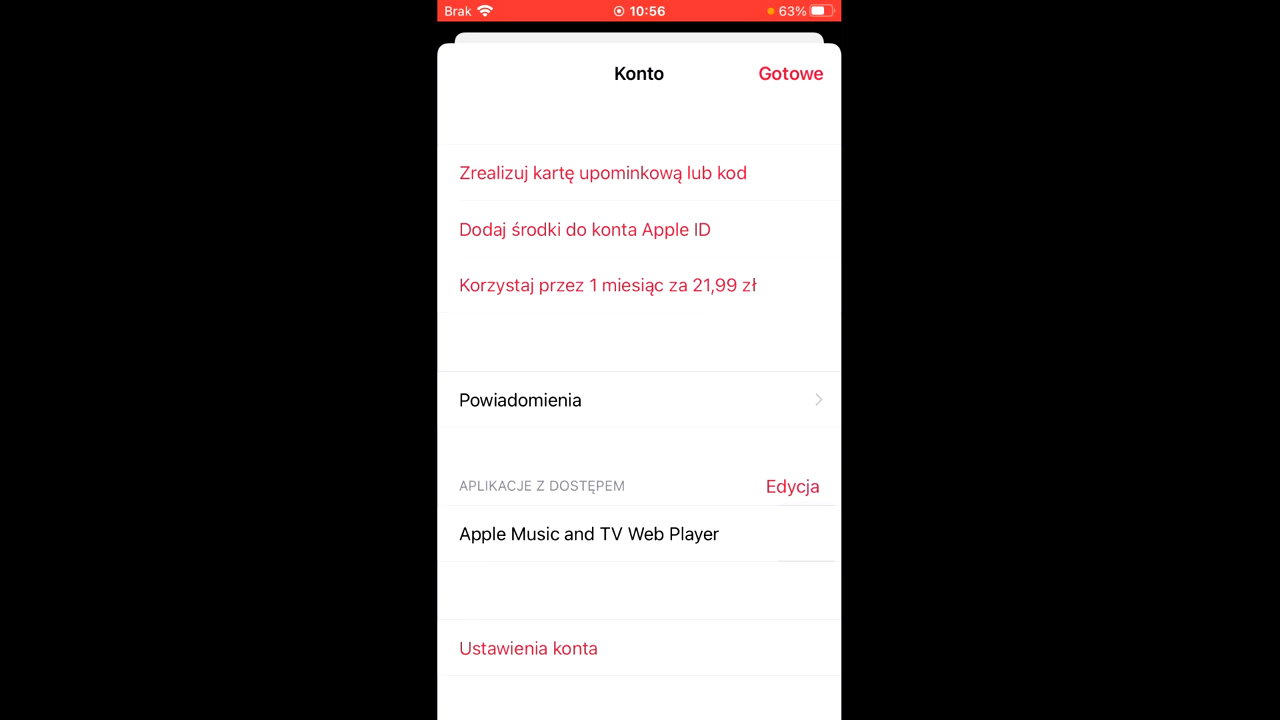 Brak 10:56 63%
Konto Gotowe
Zrealizuj kartę upominkową lub kod
Dodaj środki do konta Apple ID
Korzystaj przez 1 miesiąc za 21,99 zł
Powiadomienia
APLIKACJE Z DOSTĘPEM Edycja
Apple Music and TV Web Player
Ustawienia konta